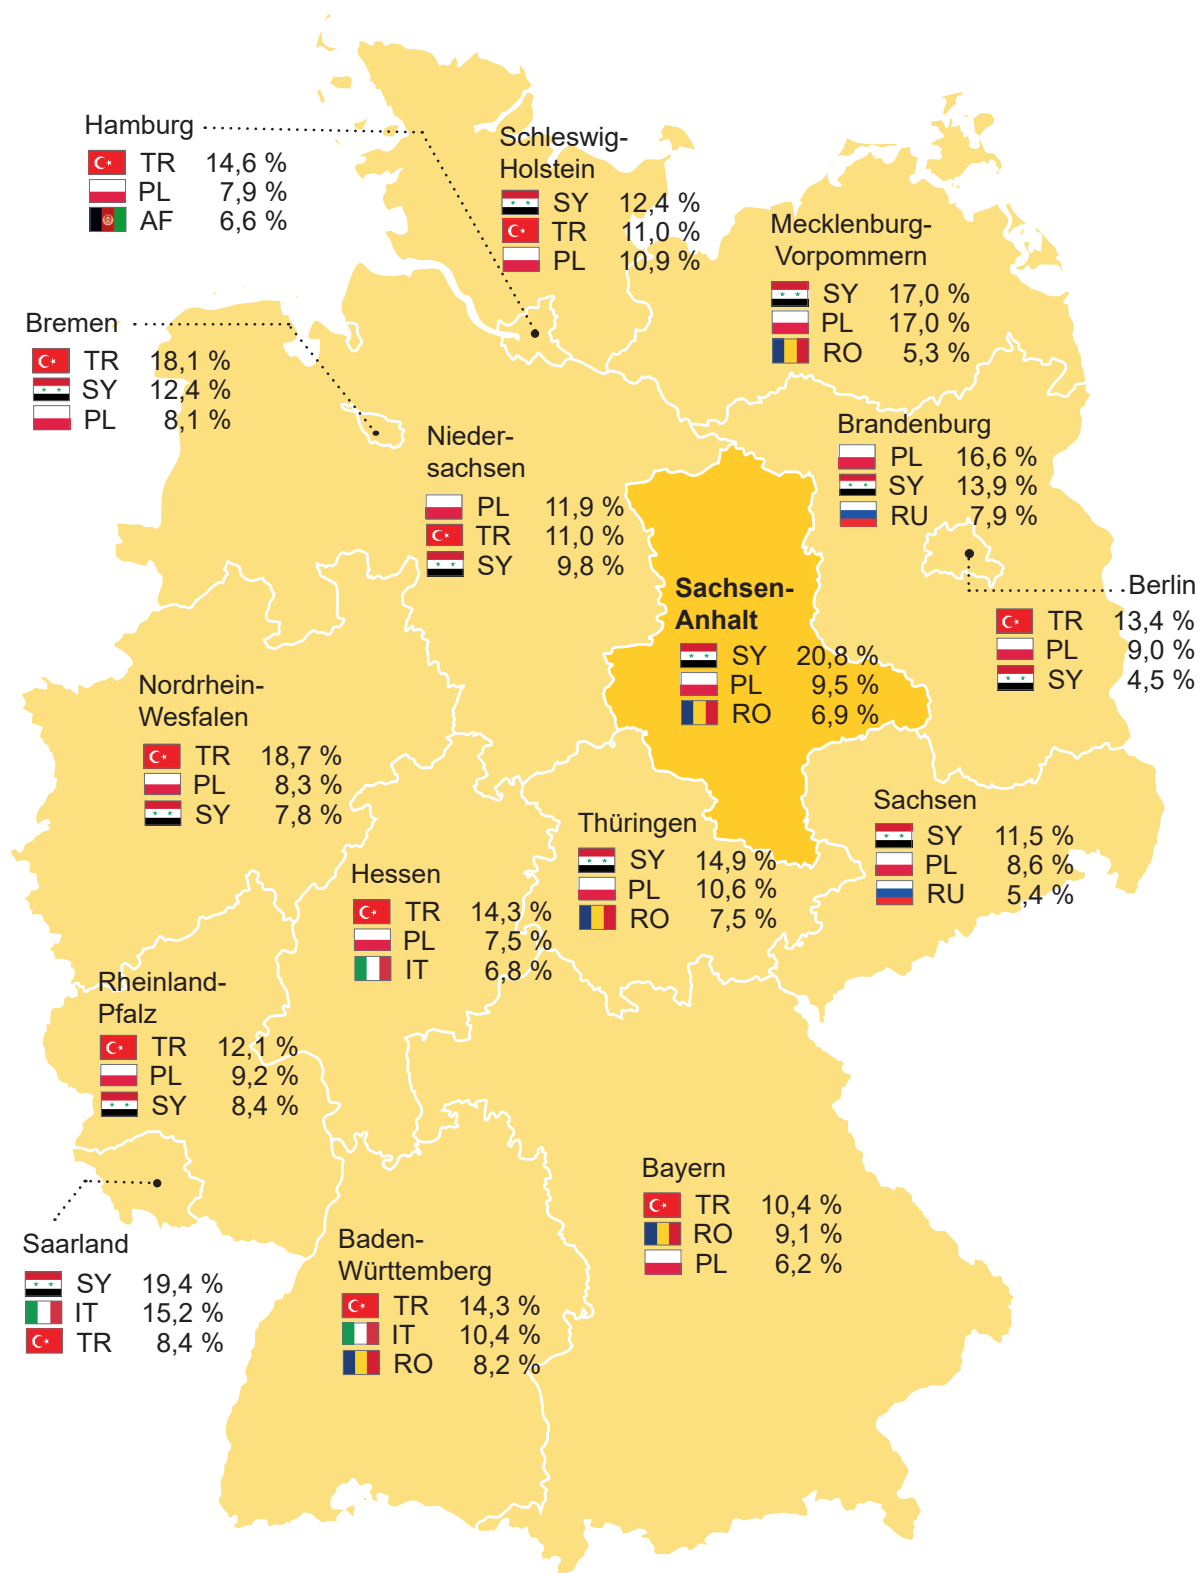 Hamburg
TR 14,6 %
PL 7,9 %
AF 6,6 %
Schleswig-
Holstein
SY 12,4 %
TR 11,0 %
PL 10,9 %
Mecklenburg-
Vorpommern
SY 17,0 %
PL 17,0 %
RO 5,3 %
Bremen
TR 18,1 %
SY 12,4 %
PL 8,1 %
Nieder-
sachsen
PL 11,9 %
TR 11,0 %
SY 9,8 %
Brandenburg
PL 16,6 %
SY 13,9 %
RU 7,9 %
Berlin
TR 13,4 %
PL 9,0 %
SY 4,5 %
Sachsen-
Anhalt
SY 20,8 %
PL 9,5 %
RO 6,9 %
Nordrhein-
Wesfalen
TR 18,7 %
PL 8,3 %
SY 7,8 %
Sachsen
SY 11,5 %
PL 8,6 %
RU 5,4 %
Thüringen
SY 14,9 %
PL 10,6 %
RO 7,5 %
Hessen
TR 14,3 %
PL 7,5 %
IT 6,8 %
Rheinland-
Pfalz
TR 12,1 %
PL 9,2 %
SY 8,4 %
Bayern
TR 10,4 %
RO 9,1 %
PL 6,2 %
Saarland
SY 19,4 %
IT 15,2 %
TR 8,4 %
Baden-
Württemberg
TR 14,3 %
IT 10,4 %
RO 8,2 %